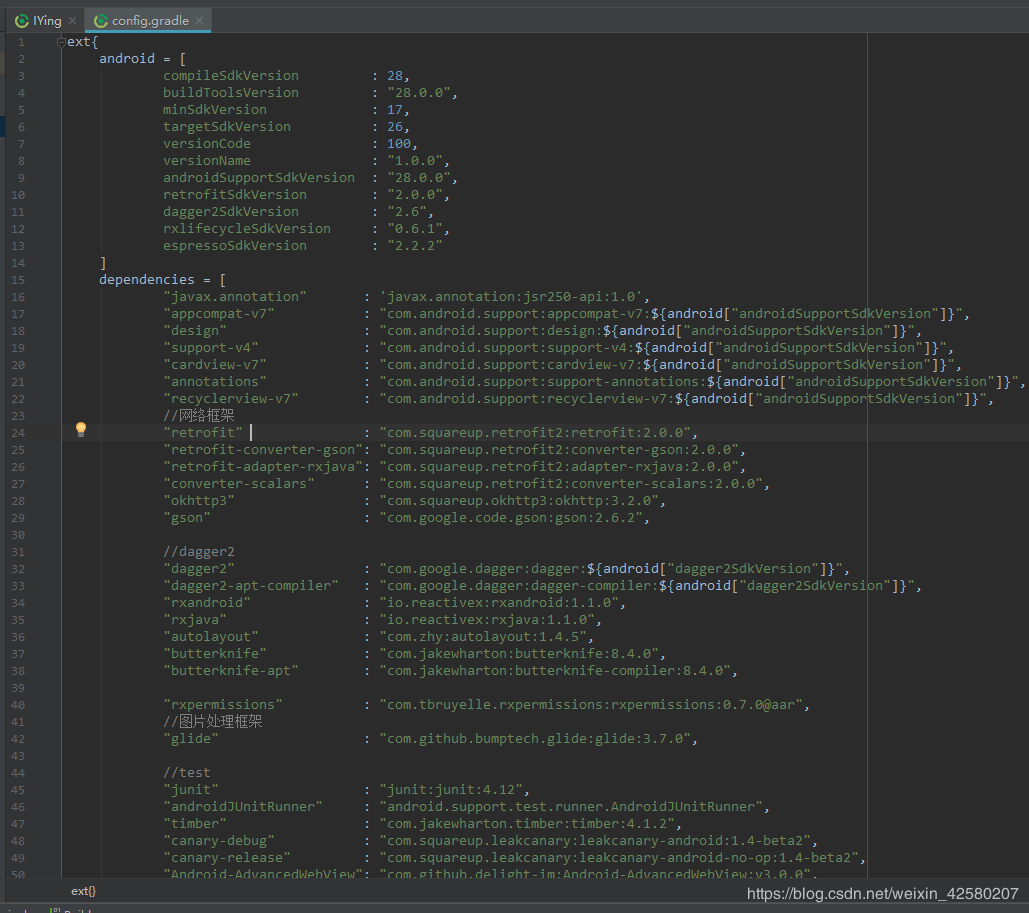 IYing
config.gradle
1 ext{
2 android = [
3 compileSdkVersion : 28,
4 buildToolsVersion : "28.0.0",
5 minSdkVersion : 17,
6 targetSdkVersion : 26,
7 versionCode : 100,
8 versionName : "1.0.0",
9 androidSupportSdkVersion : "28.0.0",
10 retrofitSdkVersion : "2.0.0",
11 dagger2SdkVersion : "2.6",
12 rxlifecycleSdkVersion : "0.6.1",
13 espressoSdkVersion : "2.2.2"
14 ]
15 dependencies = [
16 "javax.annotation" : 'javax.annotation:jsr250-api:1.0',
17 "appcompat-v7" : "com.android.support:appcompat-v7:${android["androidSupportSdkVersion"]}",
18 "design" : "com.android.support:design:${android["androidSupportSdkVersion"]}",
19 "support-v4" : "com.android.support:support-v4:${android["androidSupportSdkVersion"]}",
20 "cardview-v7" : "com.android.support:cardview-v7:${android["androidSupportSdkVersion"]}",
21 "annotations" : "com.android.support:support-annotations:${android["androidSupportSdkVersion"]}",
22 "recyclerview-v7" : "com.android.support:recyclerview-v7:${android["androidSupportSdkVersion"]}",
23 //网络框架
24 "retrofit" : "com.squareup.retrofit2:retrofit:2.0.0",
25 "retrofit-converter-gson": "com.squareup.retrofit2:converter-gson:2.0.0",
26 "retrofit-adapter-rxjava": "com.squareup.retrofit2:adapter-rxjava:2.0.0",
27 "converter-scalars" : "com.squareup.retrofit2:converter-scalars:2.0.0",
28 "okhttp3" : "com.squareup.okhttp3:okhttp:3.2.0",
29 "gson" : "com.google.code.gson:gson:2.6.2",
30
31 //dagger2
32 "dagger2" : "com.google.dagger:dagger:${android["dagger2SdkVersion"]}",
33 "dagger2-apt-compiler" : "com.google.dagger:dagger-compiler:${android["dagger2SdkVersion"]}",
34 "rxandroid" : "io.reactivex:rxandroid:1.1.0",
35 "rxjava" : "io.reactivex:rxjava:1.1.0",
36 "autolayout" : "com.zhy:autolayout:1.4.5",
37 "butterknife" : "com.jakewharton:butterknife:8.4.0",
38 "butterknife-apt" : "com.jakewharton:butterknife-compiler:8.4.0",
39
40 "rxpermissions" : "com.tbruyelle.rxpermissions:rxpermissions:0.7.0@aar",
41 //图片处理框架
42 "glide" : "com.github.bumptech.glide:glide:3.7.0",
43
44 //test
45 "junit" : "junit:junit:4.12",
46 "androidJUnitRunner" : "android.support.test.runner.AndroidJUnitRunner",
47 "timber" : "com.jakewharton.timber:timber:4.1.2",
48 "canary-debug" : "com.squareup.leakcanary:leakcanary-android:1.4-beta2",
49 "canary-release" : "com.squareup.leakcanary:leakcanary-android-no-op:1.4-beta2",
50 "Android-AdvancedWebView": "com.github.delight-im:Android-AdvancedWebView:v3.0.0",
ext{}
https://blog.csdn.net/weixin_42580207